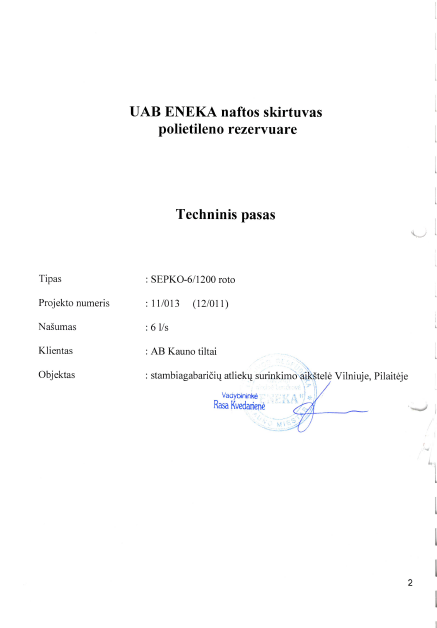 UAB ENEKA naftos skirtuvas
polietileno rezervuare
Techninis pasas
Tipas : SEPKO-6/1200 roto
Projekto numeris : 11/013 (12/011)
Našumas : 6 l/s
Klientas : AB Kauno tiltai
Objektas : stambiagabaričių atliekų surinkimo aikštelė Vilniuje, Pilaitėje
Vadybininkė
Rasa Kvedarienė
"ENEKA"
2